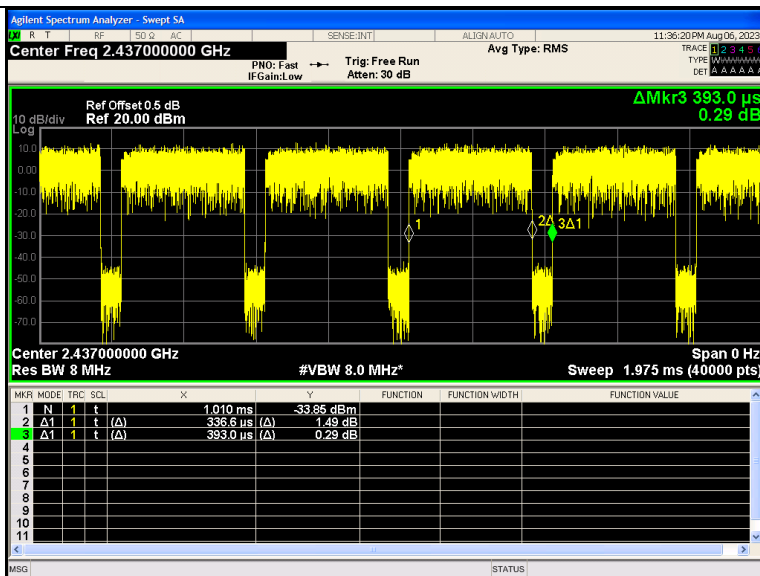 Agilent Spectrum Analyzer - Swept SA
LXI R T RF 50 Ω AC SENSE:INT ALIGN AUTO 11:36:20 PM Aug 06, 2023
Center Freq 2.437000000 GHz Avg Type: RMS TRACE 1 2 3 4 5
PNO: Fast Trig: Free Run TYPE
IFGain:Low Atten: 30 dB DET A A A A A
ΔMkr3 393.0 µs
0.29 dB
Ref Offset 0.5 dB
10 dB/div Ref 20.00 dBm
Log
10.0
0.00
-10.0
-20.0
-30.0
-40.0
-50.0
-60.0
-70.0
1
2Δ
3Δ1
Center 2.437000000 GHz Span 0 Hz
Res BW 8 MHz #VBW 8.0 MHz* Sweep 1.975 ms (40000 pts)
MKR MODE TRC SCL X Y FUNCTION FUNCTION WIDTH FUNCTION VALUE
1 N 1 t 1.010 ms -33.85 dBm
2 Δ1 1 t (Δ) 336.6 µs (Δ) 1.49 dB
3 Δ1 1 t (Δ) 393.0 µs (Δ) 0.29 dB
4
5
6
7
8
9
10
11
MSG STATUS